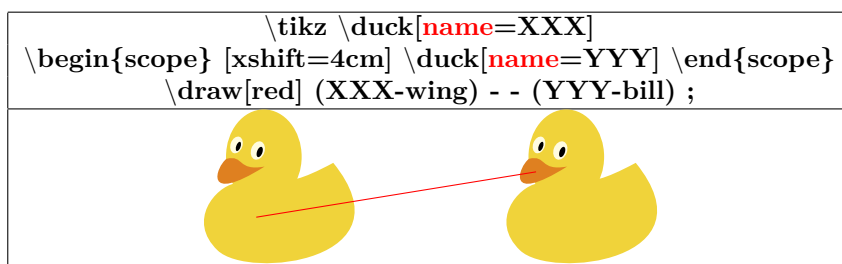 \tikz \duck[name=XXX]
\begin{scope} [xshift=4cm] \duck[name=YYY] \end{scope}
\draw[red] (XXX-wing) - - (YYY-bill) ;